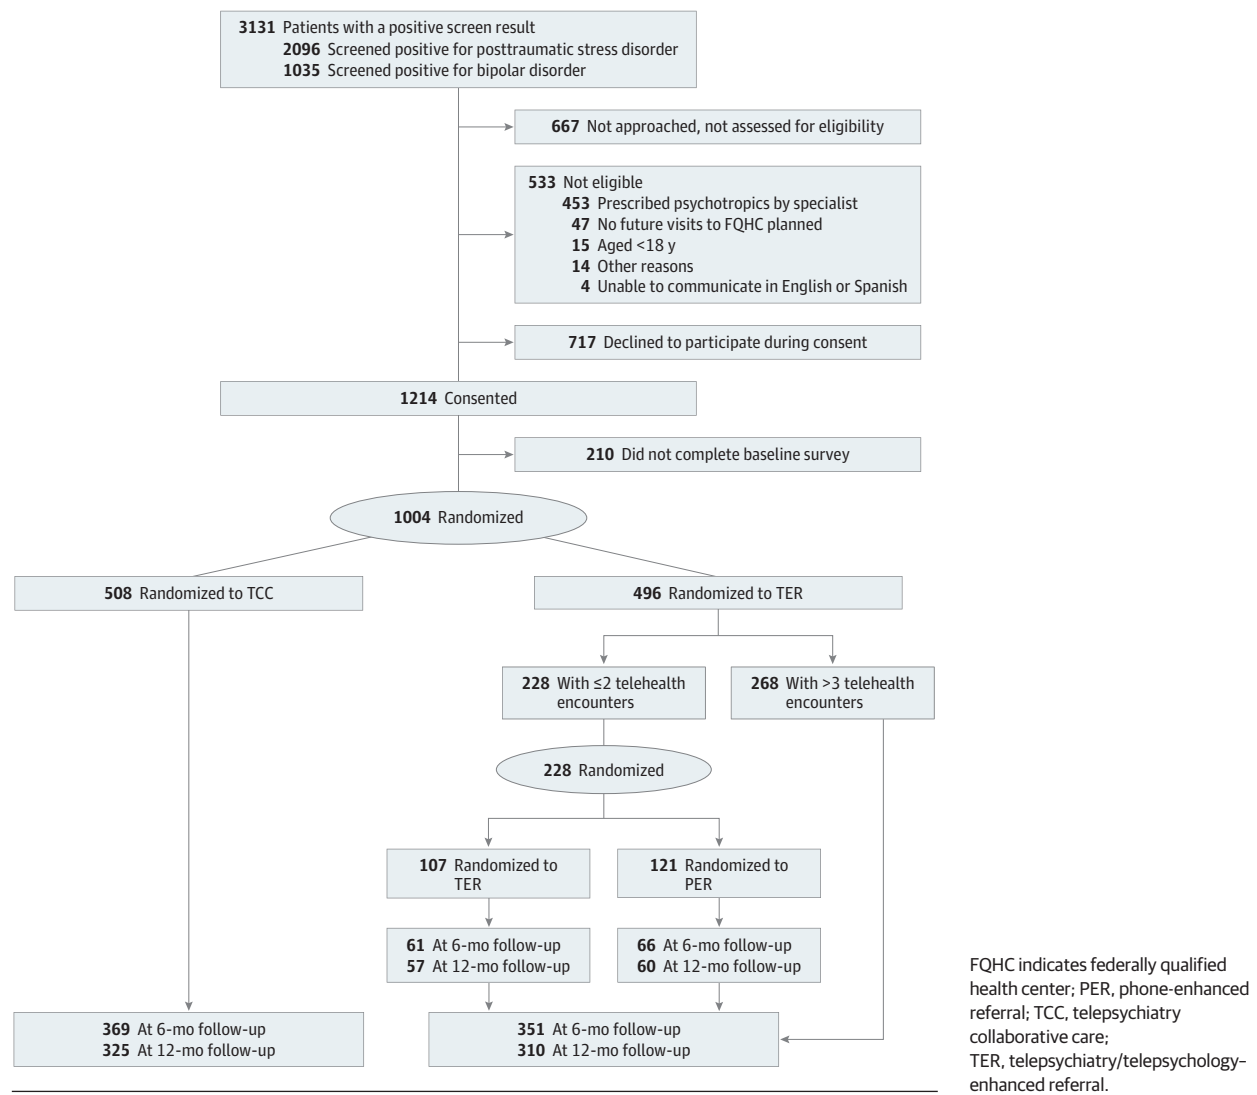 3131 Patients with a positive screen result
2096 Screened positive for posttraumatic stress disorder
1035 Screened positive for bipolar disorder
667 Not approached, not assessed for eligibility
533 Not eligible
453 Prescribed psychotropics by specialist
47 No future visits to FQHC planned
15 Aged <18 y
14 Other reasons
4 Unable to communicate in English or Spanish
717 Declined to participate during consent
1214 Consented
210 Did not complete baseline survey
1004 Randomized
508 Randomized to TCC
496 Randomized to TER
228 With ≤2 telehealth
encounters
268 With >3 telehealth
encounters
228 Randomized
107 Randomized to
TER
121 Randomized to
PER
61 At 6-mo follow-up
57 At 12-mo follow-up
66 At 6-mo follow-up
60 At 12-mo follow-up
369 At 6-mo follow-up
325 At 12-mo follow-up
351 At 6-mo follow-up
310 At 12-mo follow-up
FQHC indicates federally qualified
health center; PER, phone-enhanced
referral; TCC, telepsychiatry
collaborative care;
TER, telepsychiatry/telepsychology–
enhanced referral.